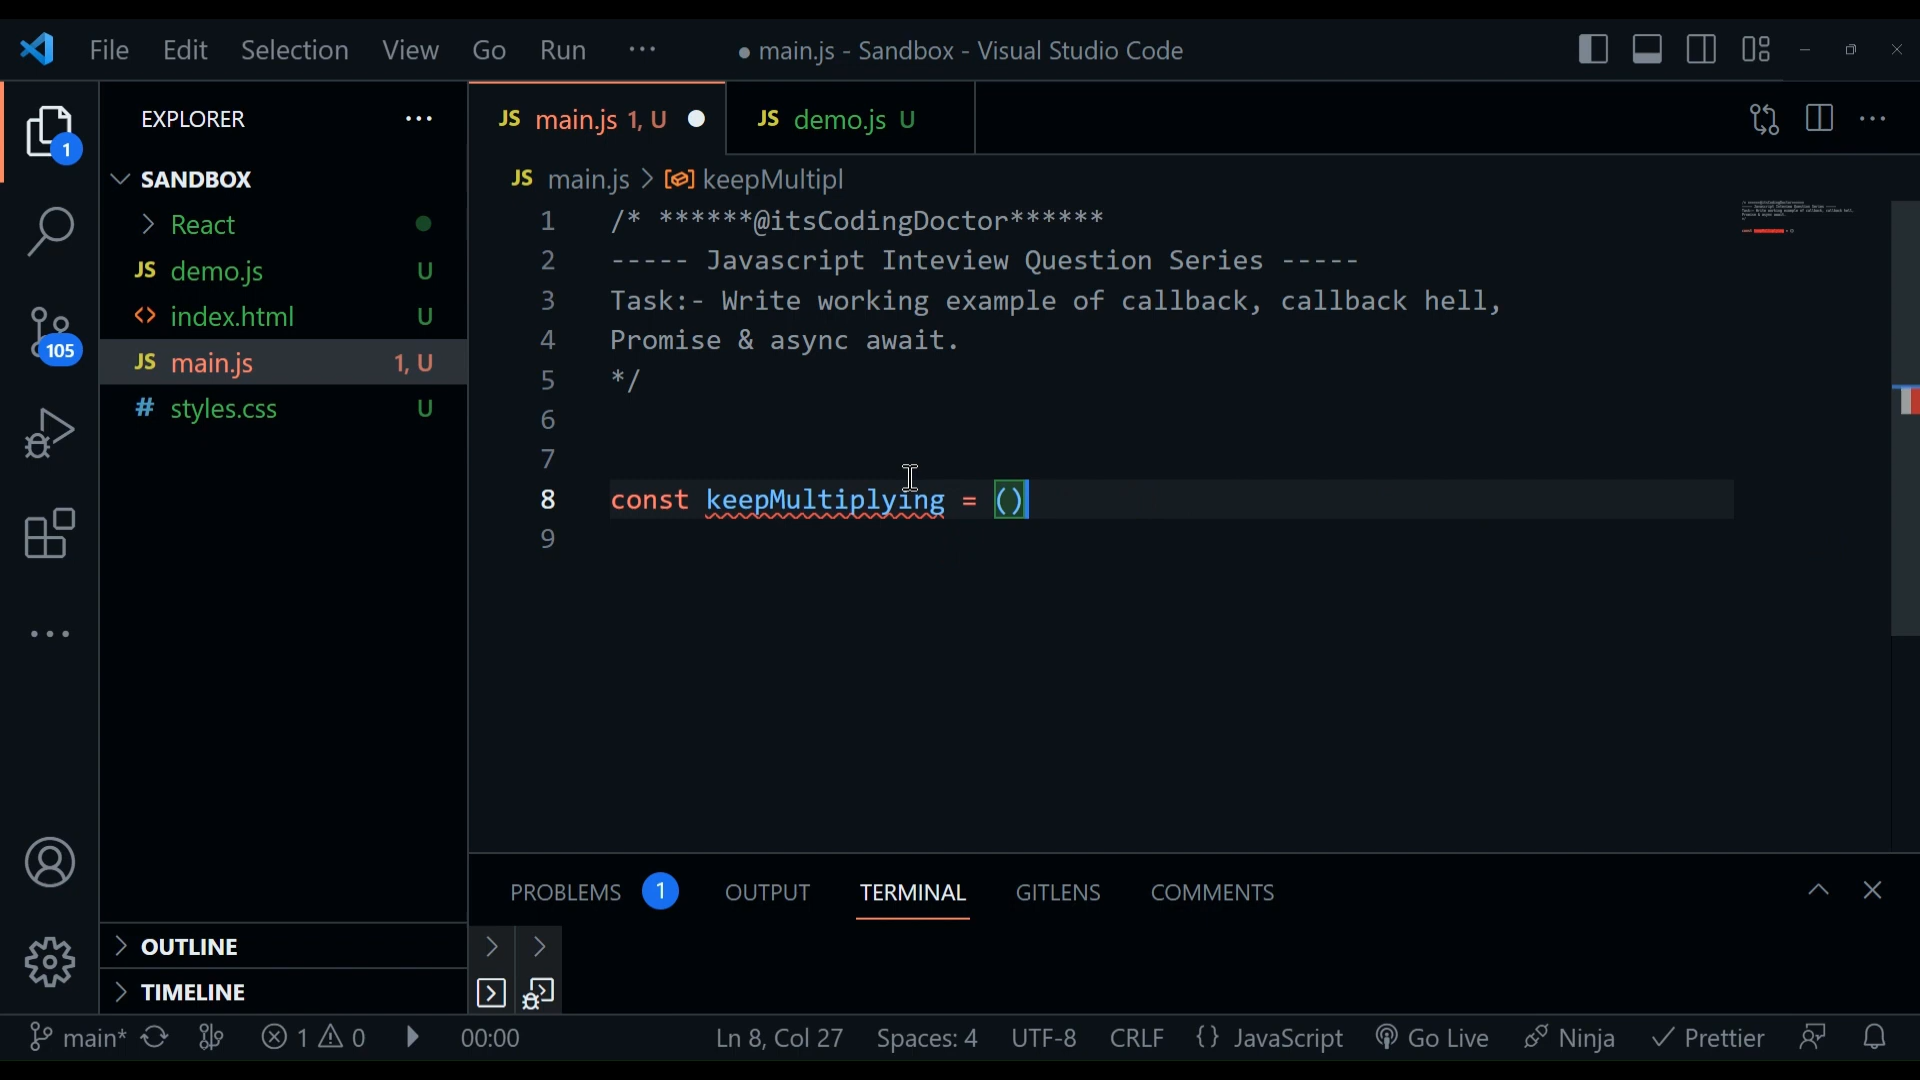 File Edit Selection View Go Run ··· ● main.js - Sandbox - Visual Studio Code
EXPLORER ···
1
SANDBOX
React
JS demo.js U
<> index.html U
JS main.js 1, U
# styles.css U
105
OUTLINE
TIMELINE
JS main.js 1, U ● JS demo.js U
JS main.js > keepMultipl
1 /* ******@itsCodingDoctor******
2 ----- Javascript Inteview Question Series -----
3 Task:- Write working example of callback, callback hell,
4 Promise & async await.
5 */
6
7
8 const keepMultiplying = ()
9
PROBLEMS 1 OUTPUT TERMINAL GITLENS COMMENTS
main* 1 0 00:00 Ln 8, Col 27 Spaces: 4 UTF-8 CRLF {} JavaScript Go Live Ninja ✓ Prettier